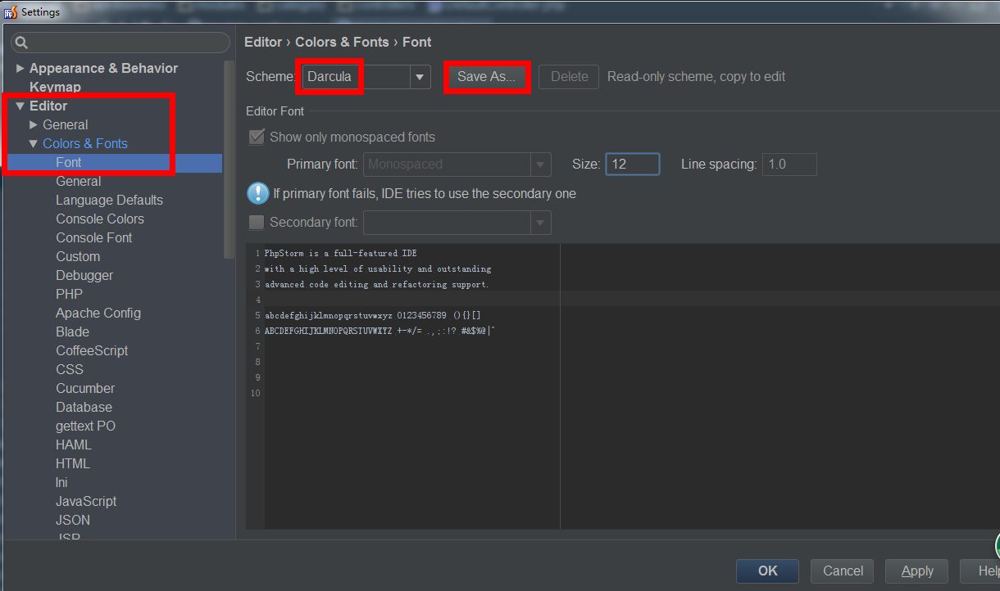 Settings
Appearance & Behavior
Keymap
Editor
General
Colors & Fonts
Font
General
Language Defaults
Console Colors
Console Font
Custom
Debugger
PHP
Apache Config
Blade
CoffeeScript
CSS
Cucumber
Database
gettext PO
HAML
HTML
Ini
JavaScript
JSON
JSP
Editor › Colors & Fonts › Font
Scheme: Darcula Save As... Delete Read-only scheme, copy to edit
Editor Font
Show only monospaced fonts
Primary font: Monospaced Size: 12 Line spacing: 1.0
If primary font fails, IDE tries to use the secondary one
Secondary font:
1 PhpStorm is a full-featured IDE
2 with a high level of usability and outstanding
3 advanced code editing and refactoring support.
4
5 abcdefghijklmnopqrstuvwxyz 0123456789 (){}[]
6 ABCDEFGHIJKLMNOPQRSTUVWXYZ +-*/= .,;:!? #&$%@|^
7
8
9
10
OK Cancel Apply Help